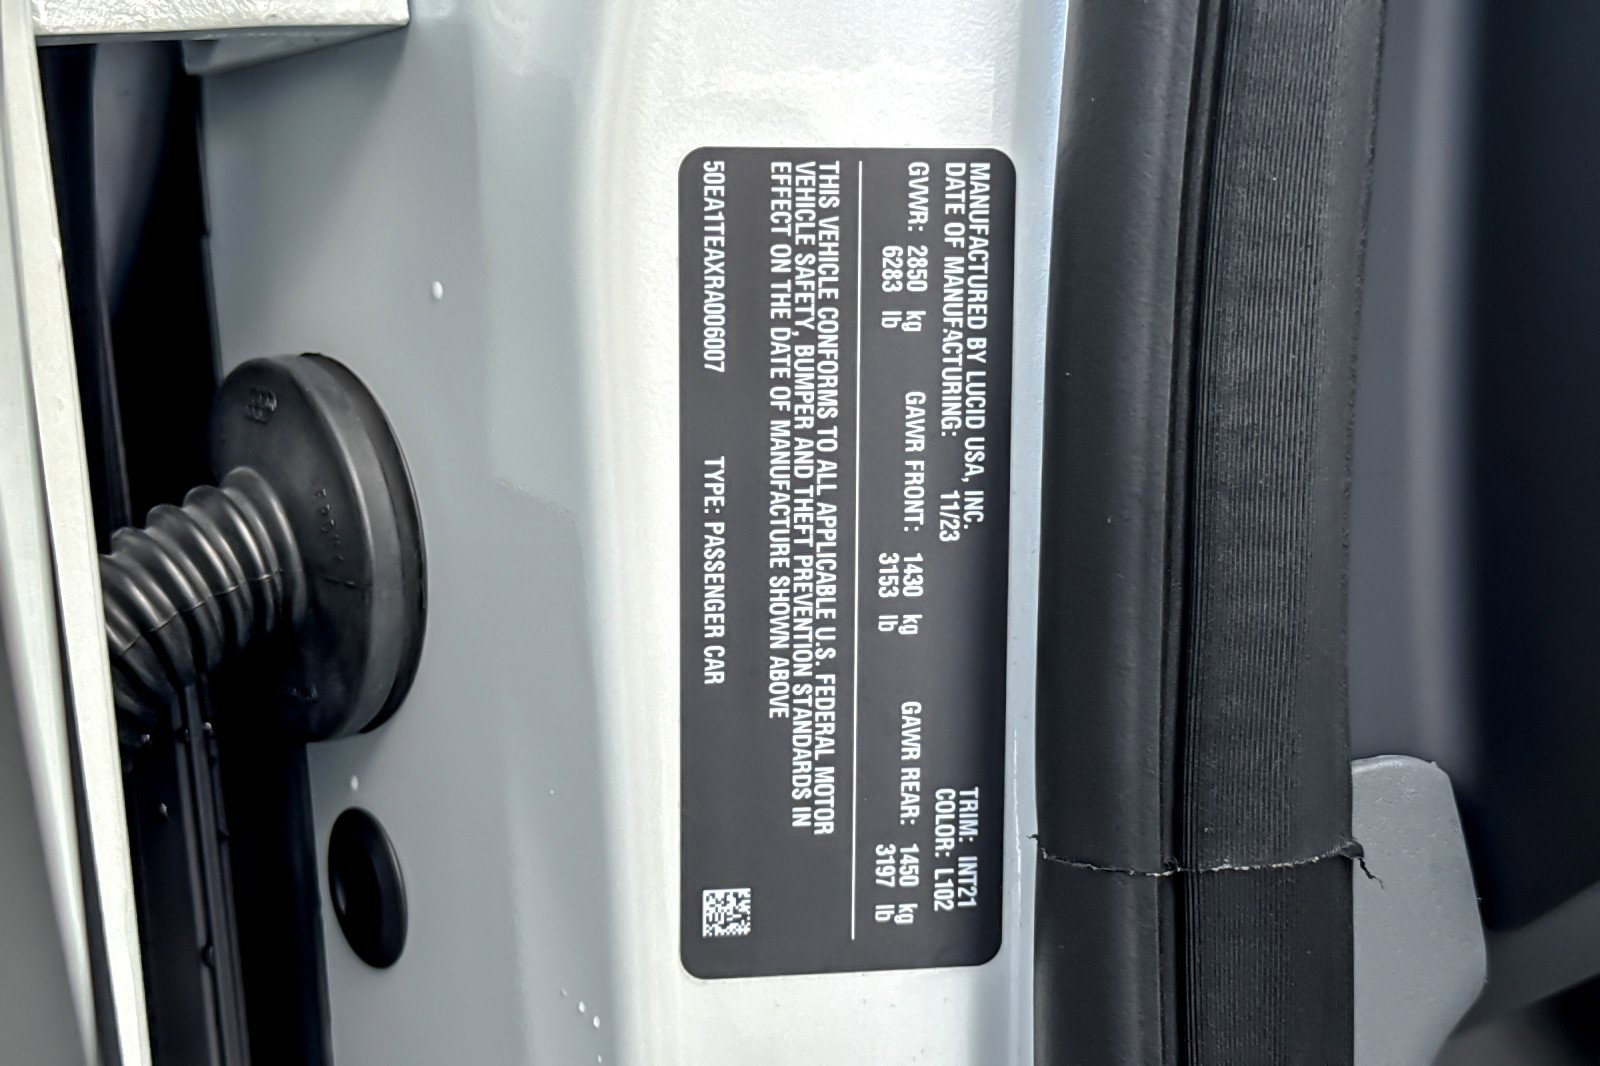 MANUFACTURED BY LUCID USA, INC. TRIM: INT21
DATE OF MANUFACTURING: 11/23 COLOR: L102
GVWR: 2850 kg GAWR FRONT: 1430 kg GAWR REAR: 1450 kg
6283 lb 3153 lb 3197 lb
THIS VEHICLE CONFORMS TO ALL APPLICABLE U.S. FEDERAL MOTOR
VEHICLE SAFETY, BUMPER AND THEFT PREVENTION STANDARDS IN
EFFECT ON THE DATE OF MANUFACTURE SHOWN ABOVE
50EA1TEAXRA006007 TYPE: PASSENGER CAR